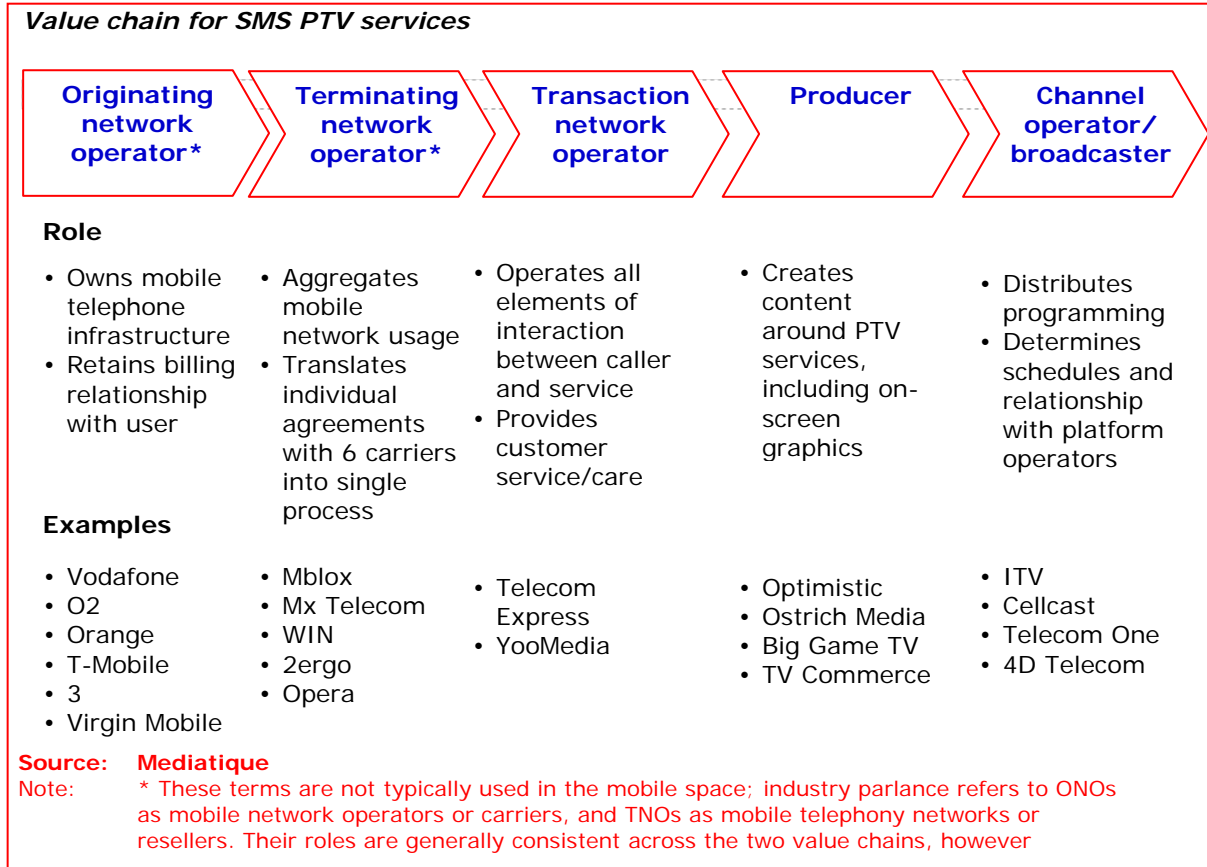 Value chain for SMS PTV services
Originating
network
operator*
Terminating
network
operator*
Transaction
network
operator
Producer
Channel
operator/
broadcaster
Role
• Owns mobile
telephone
infrastructure
• Retains billing
relationship
with user
• Aggregates
mobile
network usage
• Translates
individual
agreements
with 6 carriers
into single
process
• Operates all
elements of
interaction
between caller
and service
• Provides
customer
service/care
• Creates
content
around PTV
services,
including on-
screen
graphics
• Distributes
programming
• Determines
schedules and
relationship
with platform
operators
Examples
• Vodafone
• O2
• Orange
• T-Mobile
• 3
• Virgin Mobile
• Mblox
• Mx Telecom
• WIN
• 2ergo
• Opera
• Telecom
Express
• YooMedia
• Optimistic
• Ostrich Media
• Big Game TV
• TV Commerce
• ITV
• Cellcast
• Telecom One
• 4D Telecom
Source: Mediatique
Note: * These terms are not typically used in the mobile space; industry parlance refers to ONOs
as mobile network operators or carriers, and TNOs as mobile telephony networks or
resellers. Their roles are generally consistent across the two value chains, however